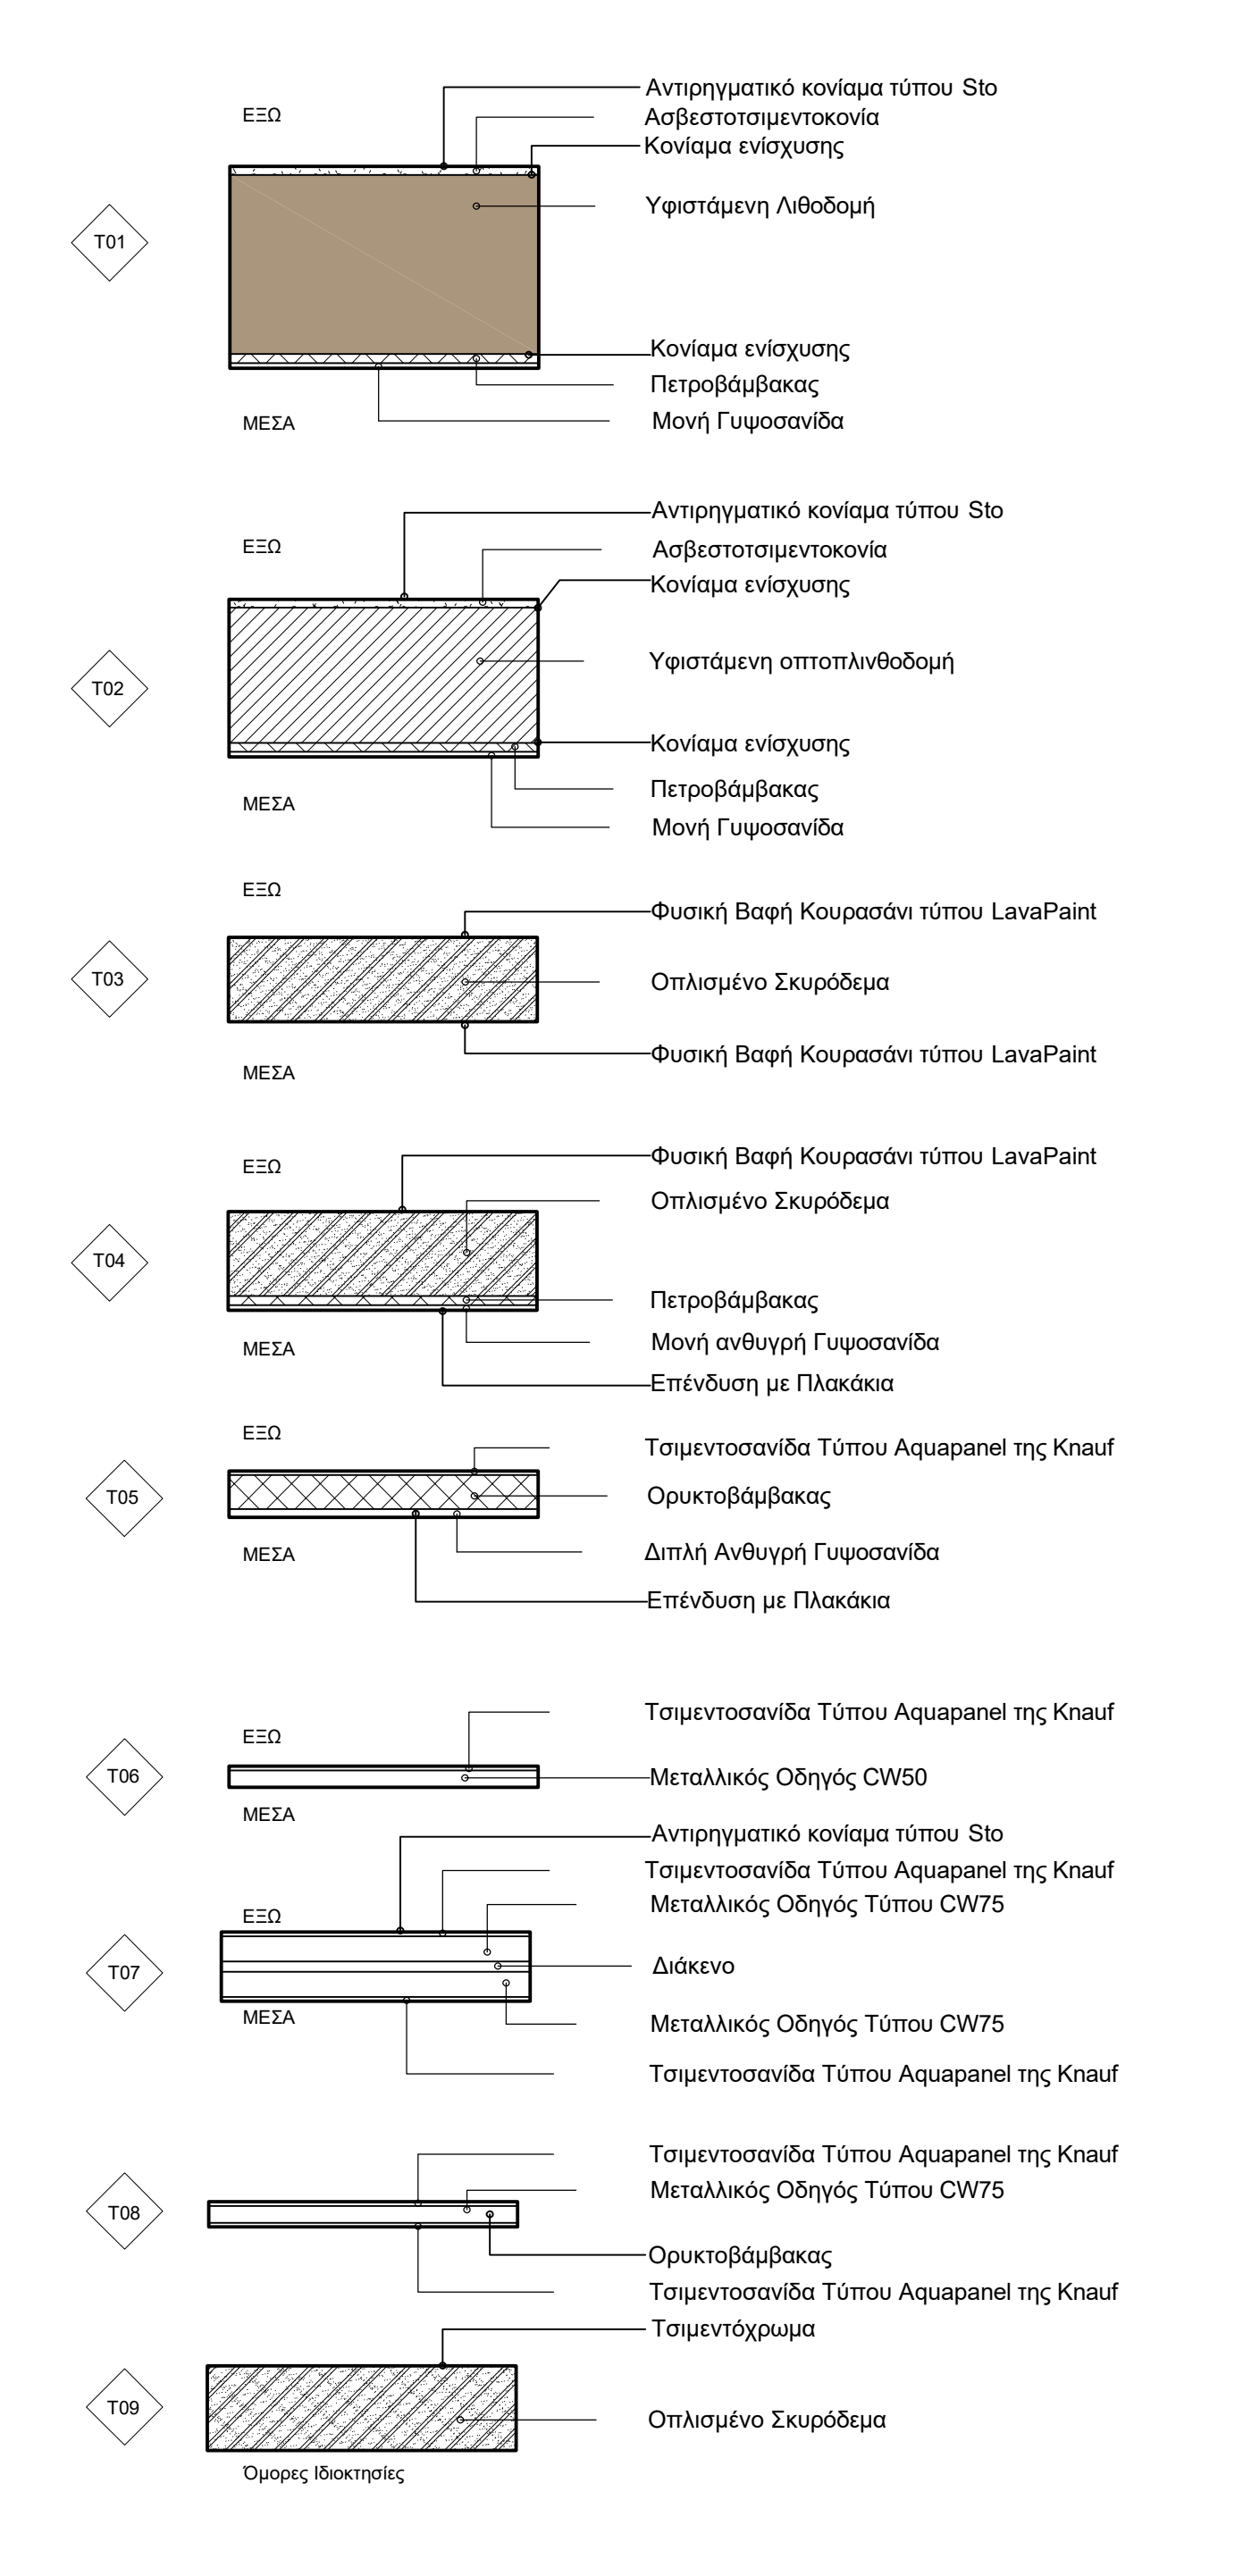 Αντιρηγματικό κονίαμα τύπου Sto
ΕΞΩ
Ασβεστοτσιμεντοκονία
Κονίαμα ενίσχυσης
Υφιστάμενη Λιθοδομή
T01
Κονίαμα ενίσχυσης
Πετροβάμβακας
Μονή Γυψοσανίδα
ΜΕΣΑ
Αντιρηγματικό κονίαμα τύπου Sto
ΕΞΩ
Ασβεστοτσιμεντοκονία
Κονίαμα ενίσχυσης
Υφιστάμενη οπτοπλινθοδομή
T02
Κονίαμα ενίσχυσης
Πετροβάμβακας
ΜΕΣΑ
Μονή Γυψοσανίδα
ΕΞΩ
Φυσική Βαφή Κουρασάνι τύπου LavaPaint
T03
Οπλισμένο Σκυρόδεμα
Φυσική Βαφή Κουρασάνι τύπου LavaPaint
ΜΕΣΑ
Φυσική Βαφή Κουρασάνι τύπου LavaPaint
ΕΞΩ
Οπλισμένο Σκυρόδεμα
T04
Πετροβάμβακας
Μονή ανθυγρή Γυψοσανίδα
ΜΕΣΑ
Επένδυση με Πλακάκια
ΕΞΩ
Τσιμεντοσανίδα Τύπου Aquapanel της Knauf
T05
Ορυκτοβάμβακας
Διπλή Ανθυγρή Γυψοσανίδα
ΜΕΣΑ
Επένδυση με Πλακάκια
Τσιμεντοσανίδα Τύπου Aquapanel της Knauf
ΕΞΩ
T06
Μεταλλικός Οδηγός CW50
ΜΕΣΑ
Αντιρηγματικό κονίαμα τύπου Sto
Τσιμεντοσανίδα Τύπου Aquapanel της Knauf
Μεταλλικός Οδηγός Τύπου CW75
ΕΞΩ
Διάκενο
T07
ΜΕΣΑ
Μεταλλικός Οδηγός Τύπου CW75
Τσιμεντοσανίδα Τύπου Aquapanel της Knauf
Τσιμεντοσανίδα Τύπου Aquapanel της Knauf
Μεταλλικός Οδηγός Τύπου CW75
T08
Ορυκτοβάμβακας
Τσιμεντοσανίδα Τύπου Aquapanel της Knauf
Τσιμεντόχρωμα
T09
Οπλισμένο Σκυρόδεμα
Όμορες Ιδιοκτησίες